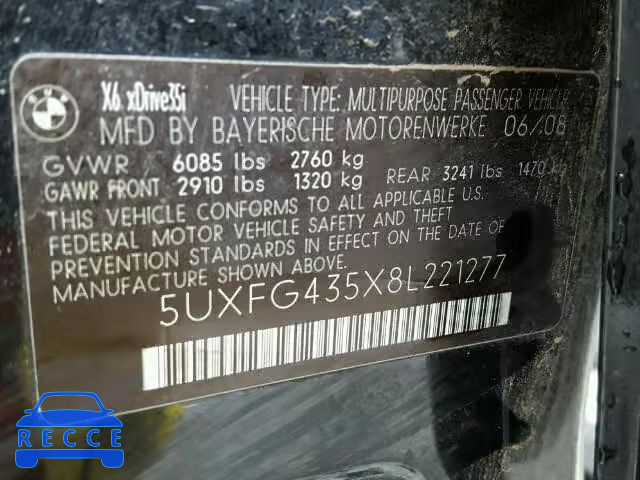 BMW
X6 xDrive35i VEHICLE TYPE: MULTIPURPOSE PASSENGER VEHICLE
MFD BY BAYERISCHE MOTORENWERKE 06/08
GVWR 6085 lbs 2760 kg
GAWR FRONT 2910 lbs 1320 kg REAR 3241 lbs 1470 kg
THIS VEHICLE CONFORMS TO ALL APPLICABLE U.S.
FEDERAL MOTOR VEHICLE SAFETY AND THEFT
PREVENTION STANDARDS IN EFFECT ON THE DATE OF
MANUFACTURE SHOWN ABOVE.
5UXFG435X8L221277
RECCE